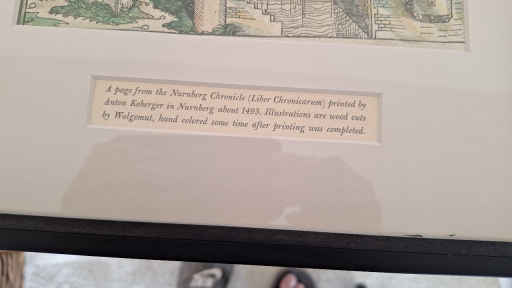 A page from the Nurnberg Chronicle (Liber Chronicarum) printed by
Anton Koberger in Nurnberg about 1493. Illustrations are wood cuts
by Wolgemut, hand colored some time after printing was completed.